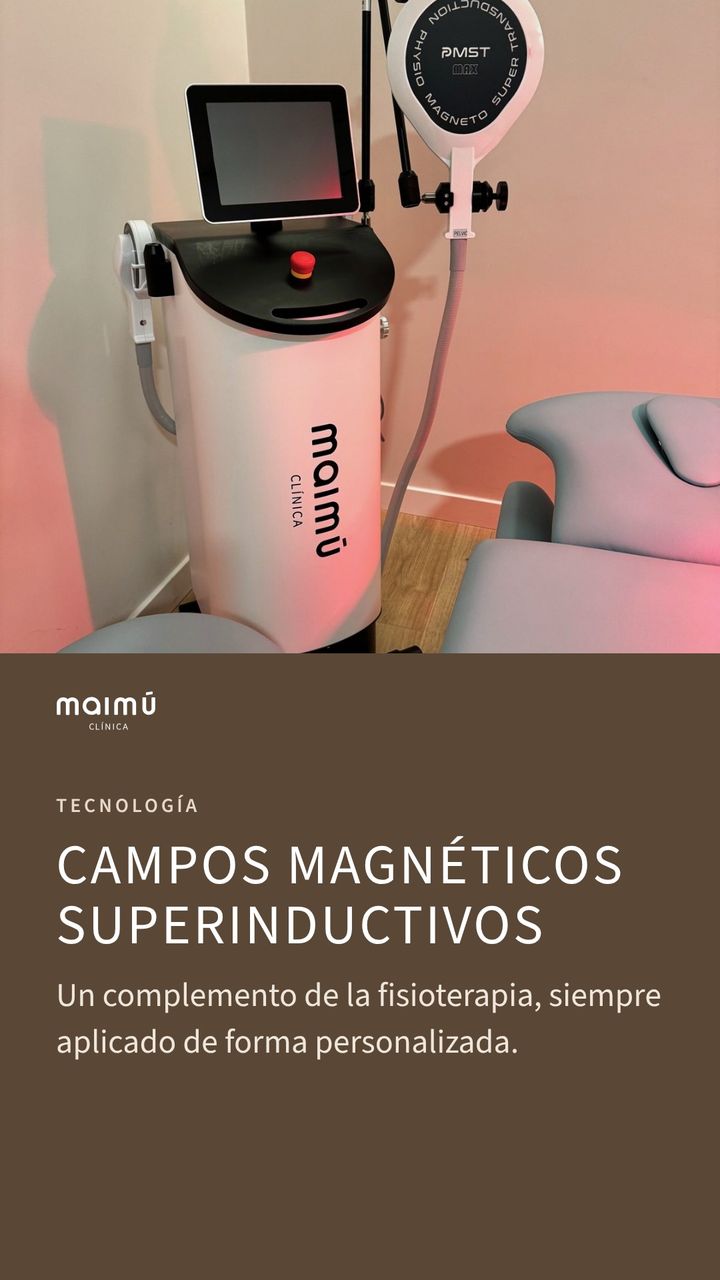 PHYSIO MAGNETO SUPER TRANSDUCTION
PMST
MAX
PELVIC
maimú
CLÍNICA
maimú
CLÍNICA
TECNOLOGÍA
CAMPOS MAGNÉTICOS
SUPERINDUCTIVOS
Un complemento de la fisioterapia, siempre
aplicado de forma personalizada.